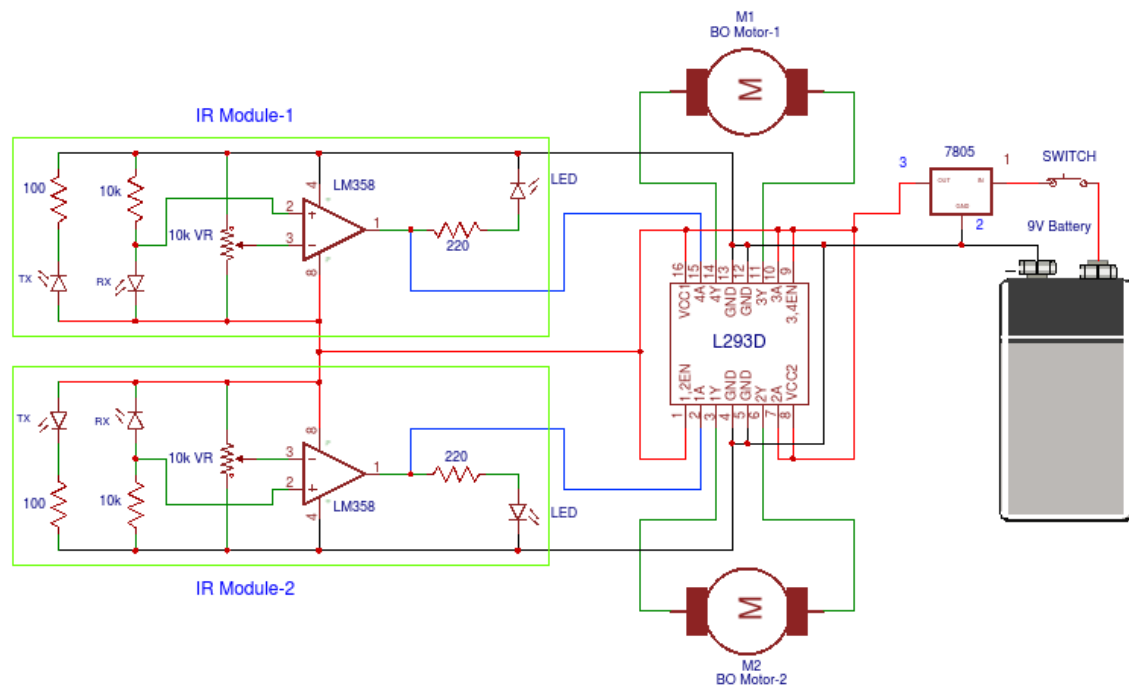 M1
BO Motor-1
IR Module-1
100
10k
10k VR
TX
RX
2
3
4
8
1
+
−
LM358
220
LED
M
3
7805
1
OUT
IN
GND
2
SWITCH
9V Battery
−
16
15
14
13
12
11
10
9
VCC1
4A
4Y
GND
GND
3Y
3A
3,4EN
L293D
1,2EN
1A
1Y
GND
GND
2Y
2A
VCC2
1
2
3
4
5
6
7
8
TX
RX
10k VR
100
10k
8
3
2
4
1
−
+
LM358
220
LED
IR Module-2
M
M2
BO Motor-2